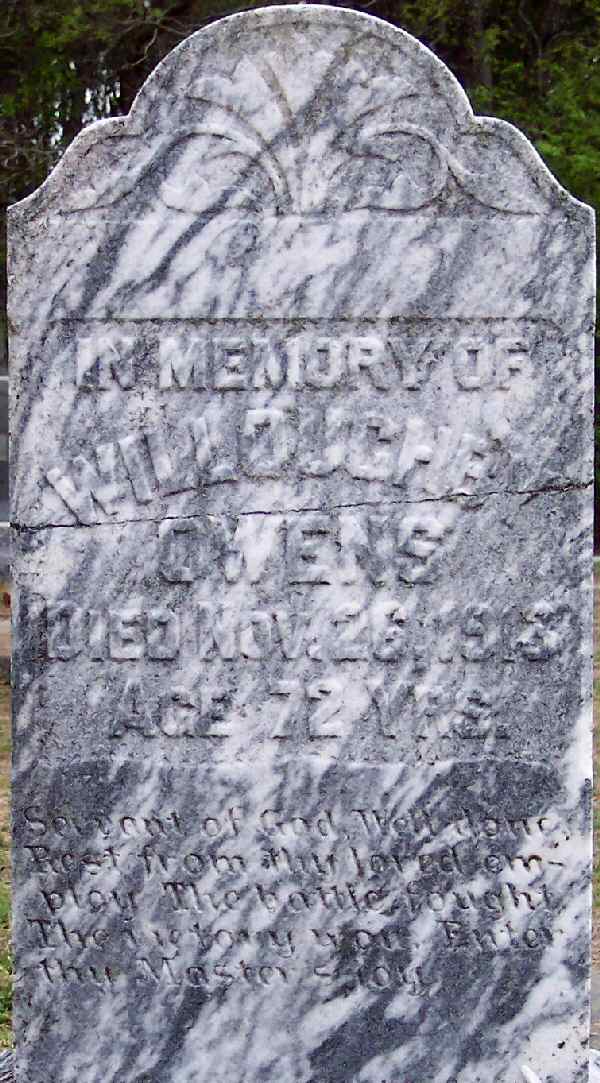 IN MEMORY OF
WILLOUGHB
OWENS
DIED NOV. 26, 1913
AGE 72 YRS.
Servant of God, Well done,
Rest from thy loved em-
ploy. The battle fought
The victory won, Enter
thy Master's joy.